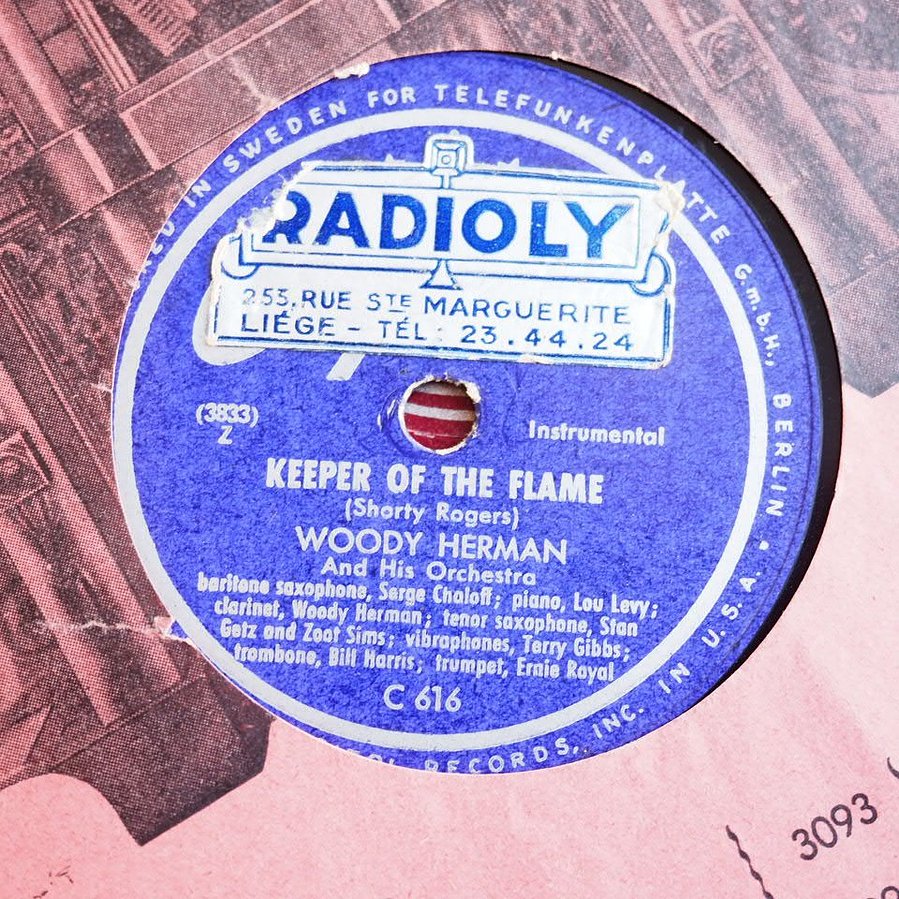 IN SWEDEN FOR TELEFUNKENPLATTE G.m.b.H., BERLIN
RADIOLY
253.RUE STE MARGUERITE
LIÉGE - TÉL: 23.44.24
(3833)
Z
Instrumental
KEEPER OF THE FLAME
(Shorty Rogers)
WOODY HERMAN
And His Orchestra
baritone saxophone, Serge Chaloff; piano, Lou Levy;
clarinet, Woody Herman; tenor saxophone, Stan
Getz and Zoot Sims; vibraphones, Terry Gibbs;
trombone, Bill Harris; trumpet, Ernie Royal
C 616
RECORDS, INC. IN U.S.A. •
3093